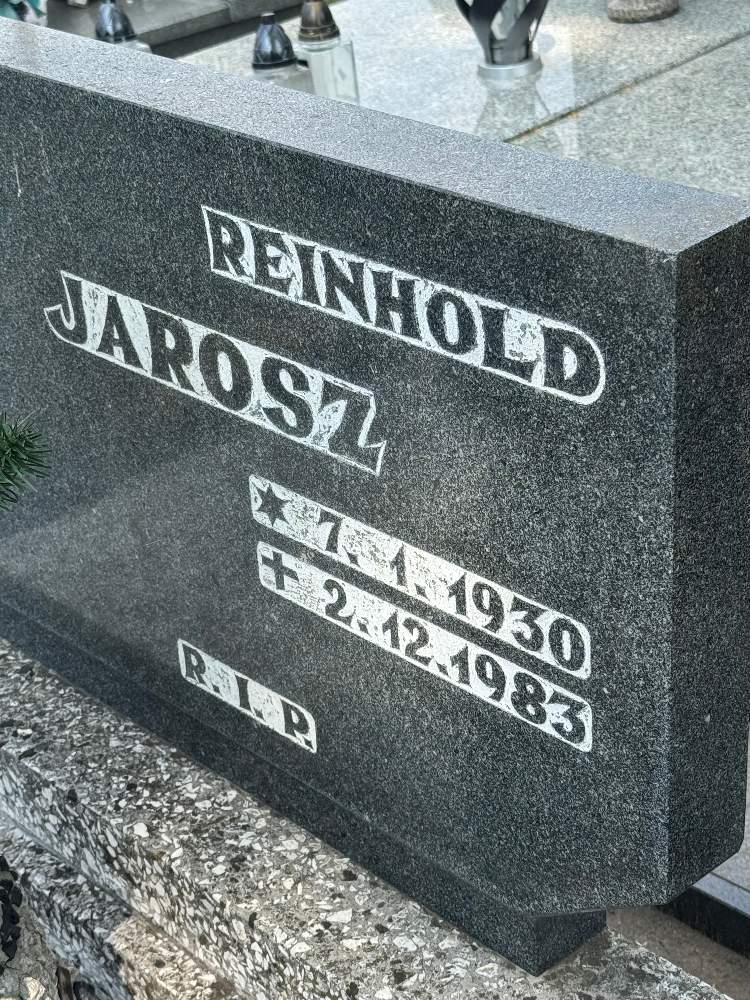 REINHOLD
JAROSZ
★ 7. 1. 1930
✝ 2. 12. 1983
R. I. P.